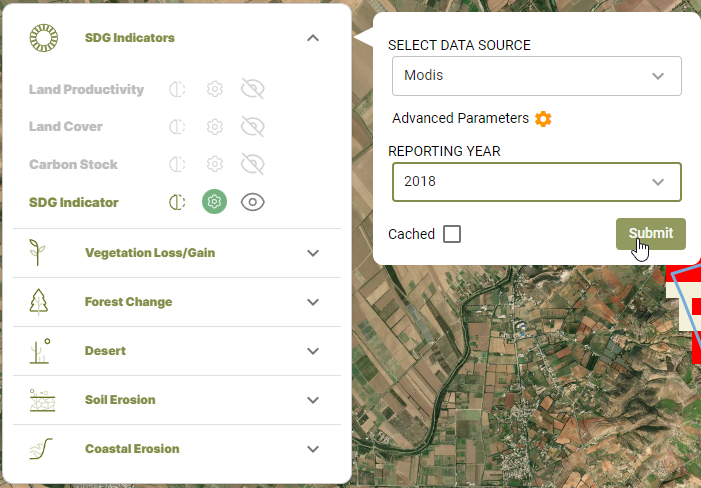 SDG Indicators
Land Productivity
Land Cover
Carbon Stock
SDG Indicator
Vegetation Loss/Gain
Forest Change
Desert
Soil Erosion
Coastal Erosion
SELECT DATA SOURCE
Modis
Advanced Parameters
REPORTING YEAR
2018
Cached
Submit